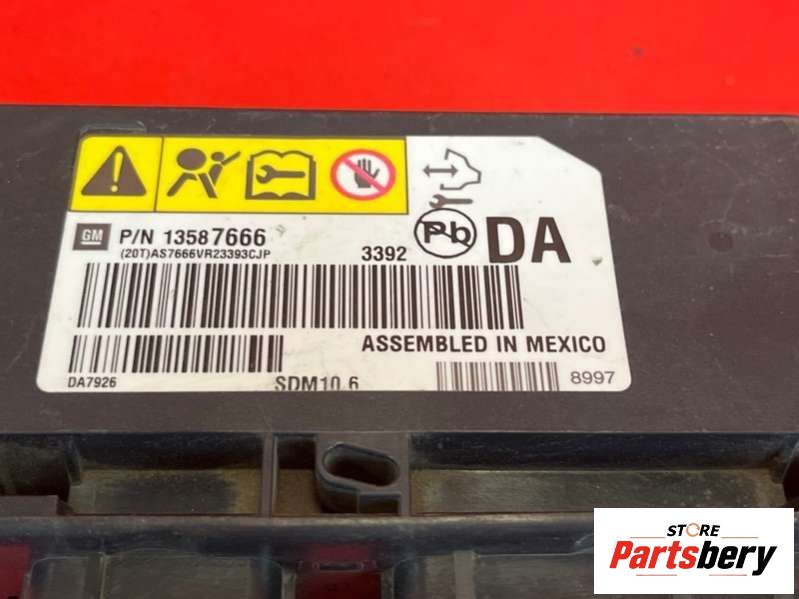 GM P/N 13587666
(20T)AS7666VR23393CJP 3392 Pb DA
ASSEMBLED IN MEXICO
DA7926 SDM10.6 8997
STORE
Partsbery